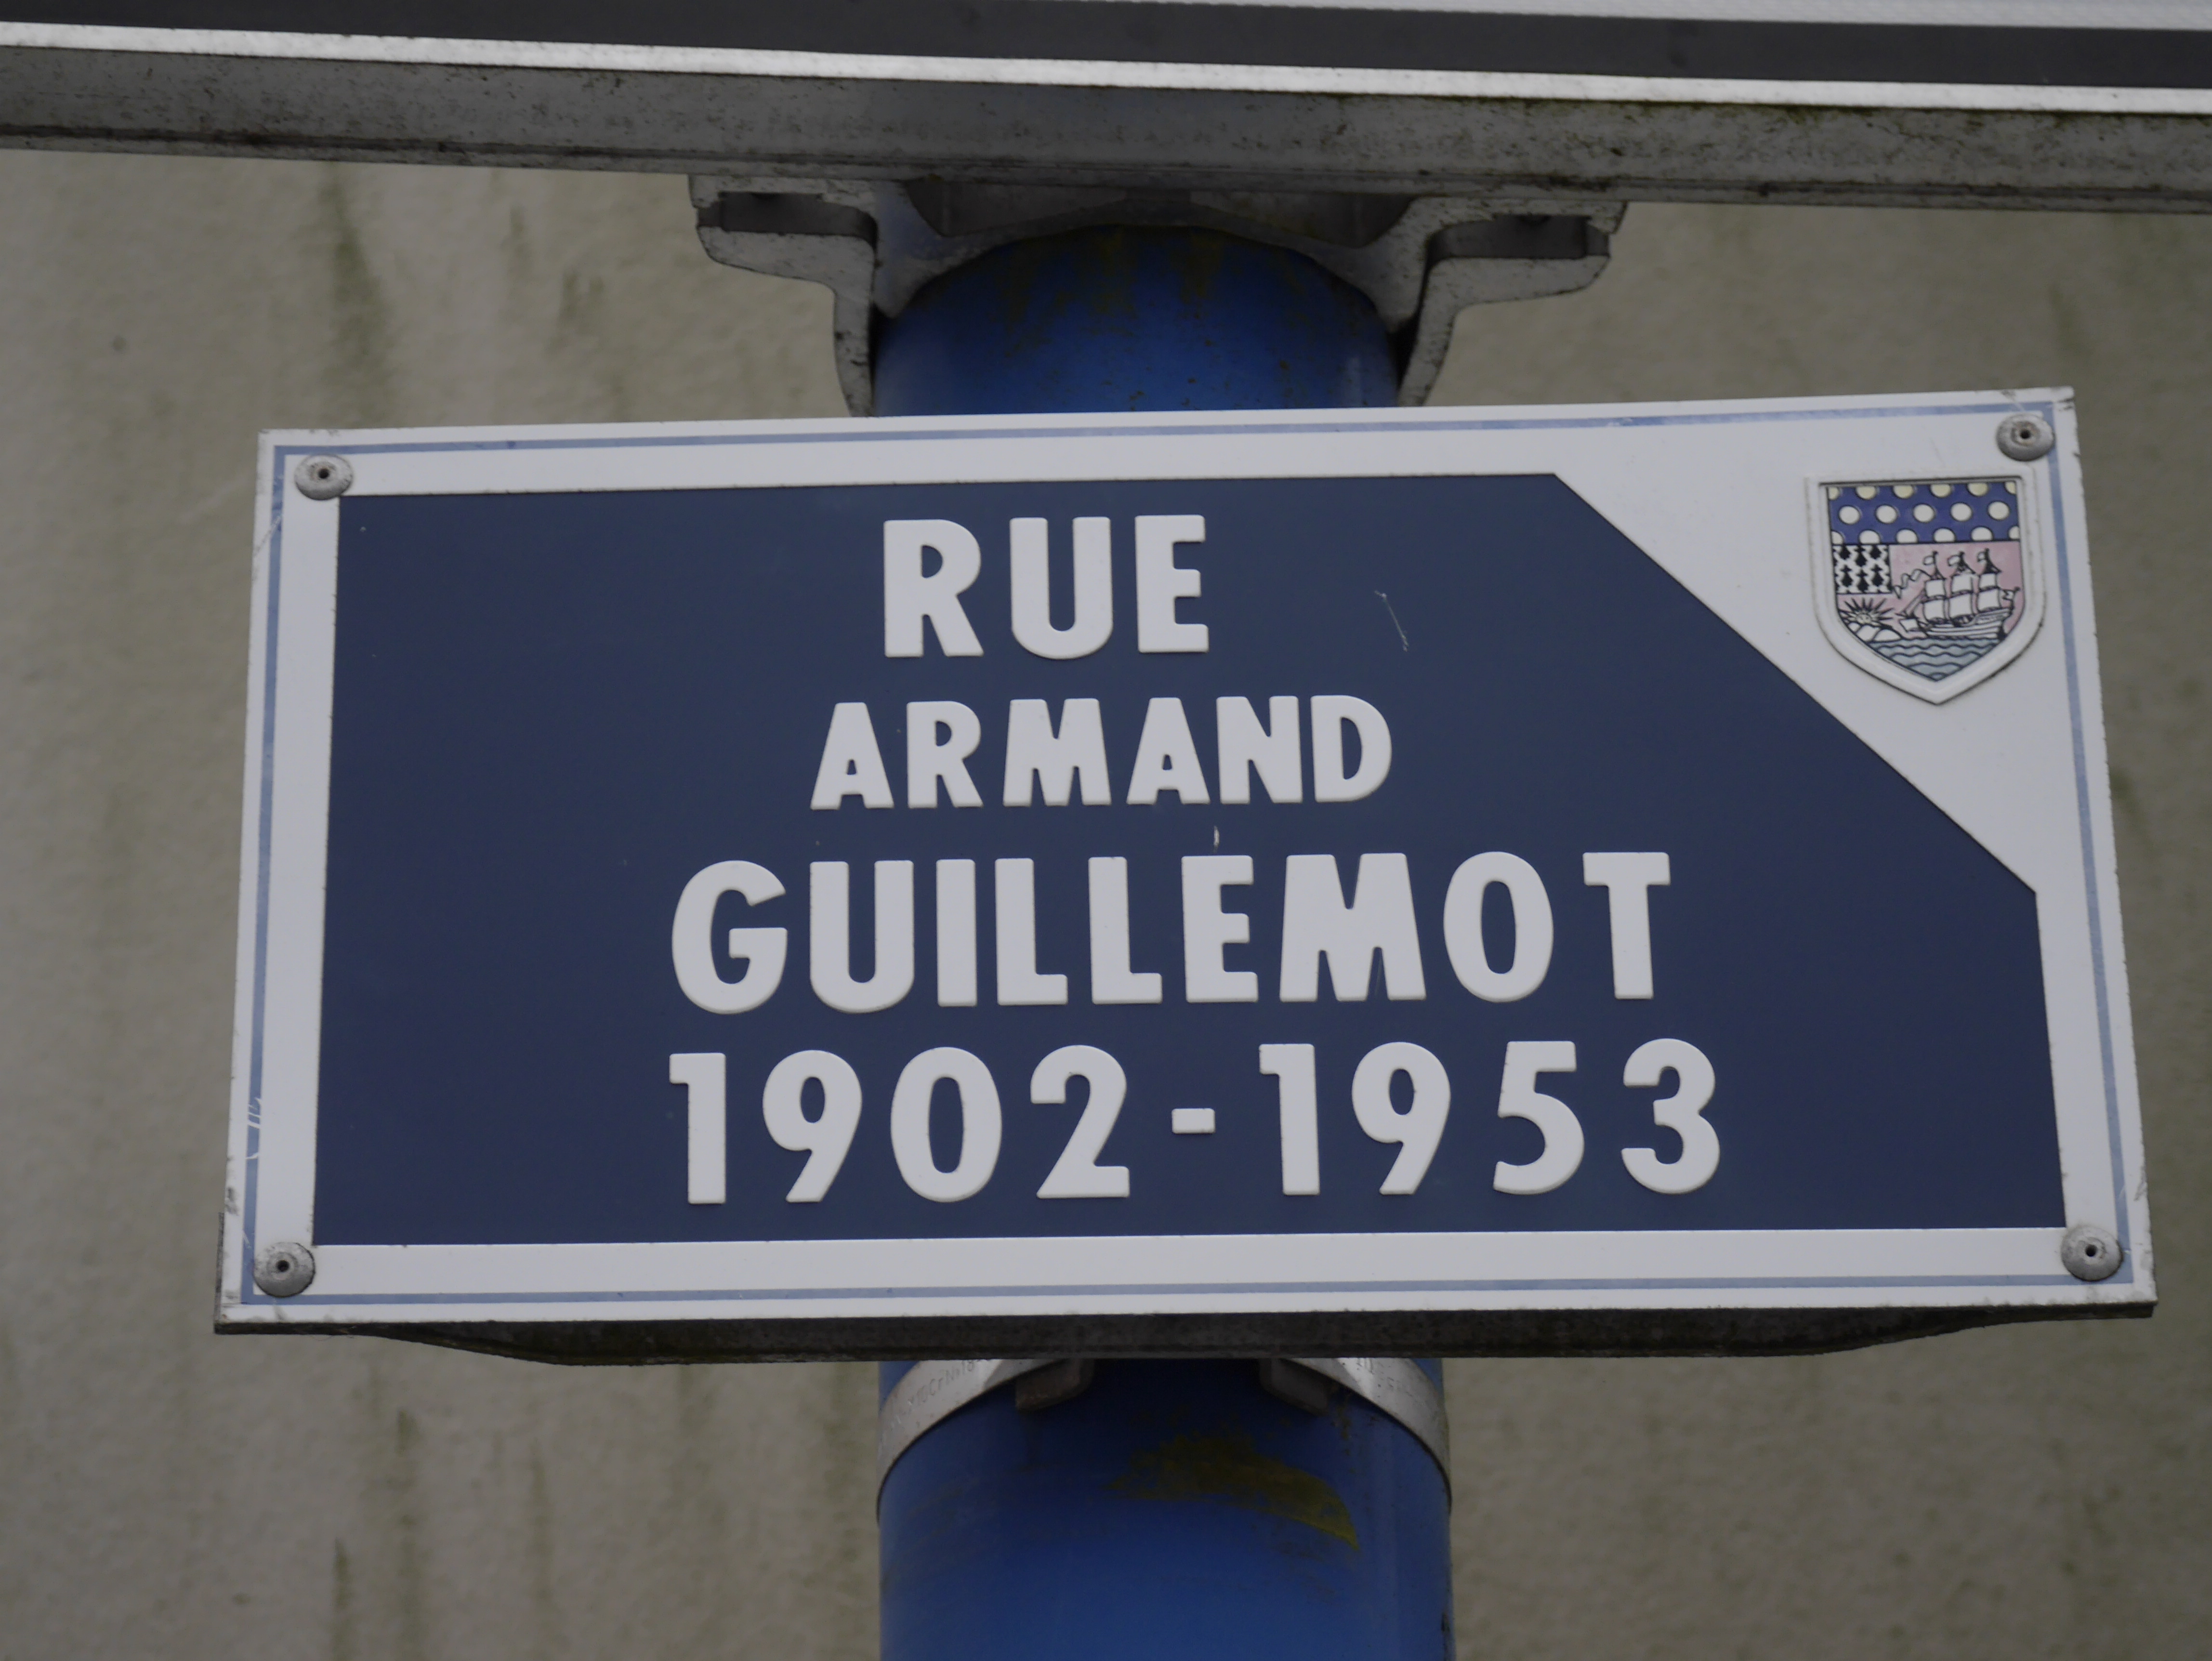 RUE
ARMAND
GUILLEMOT
1902-1953